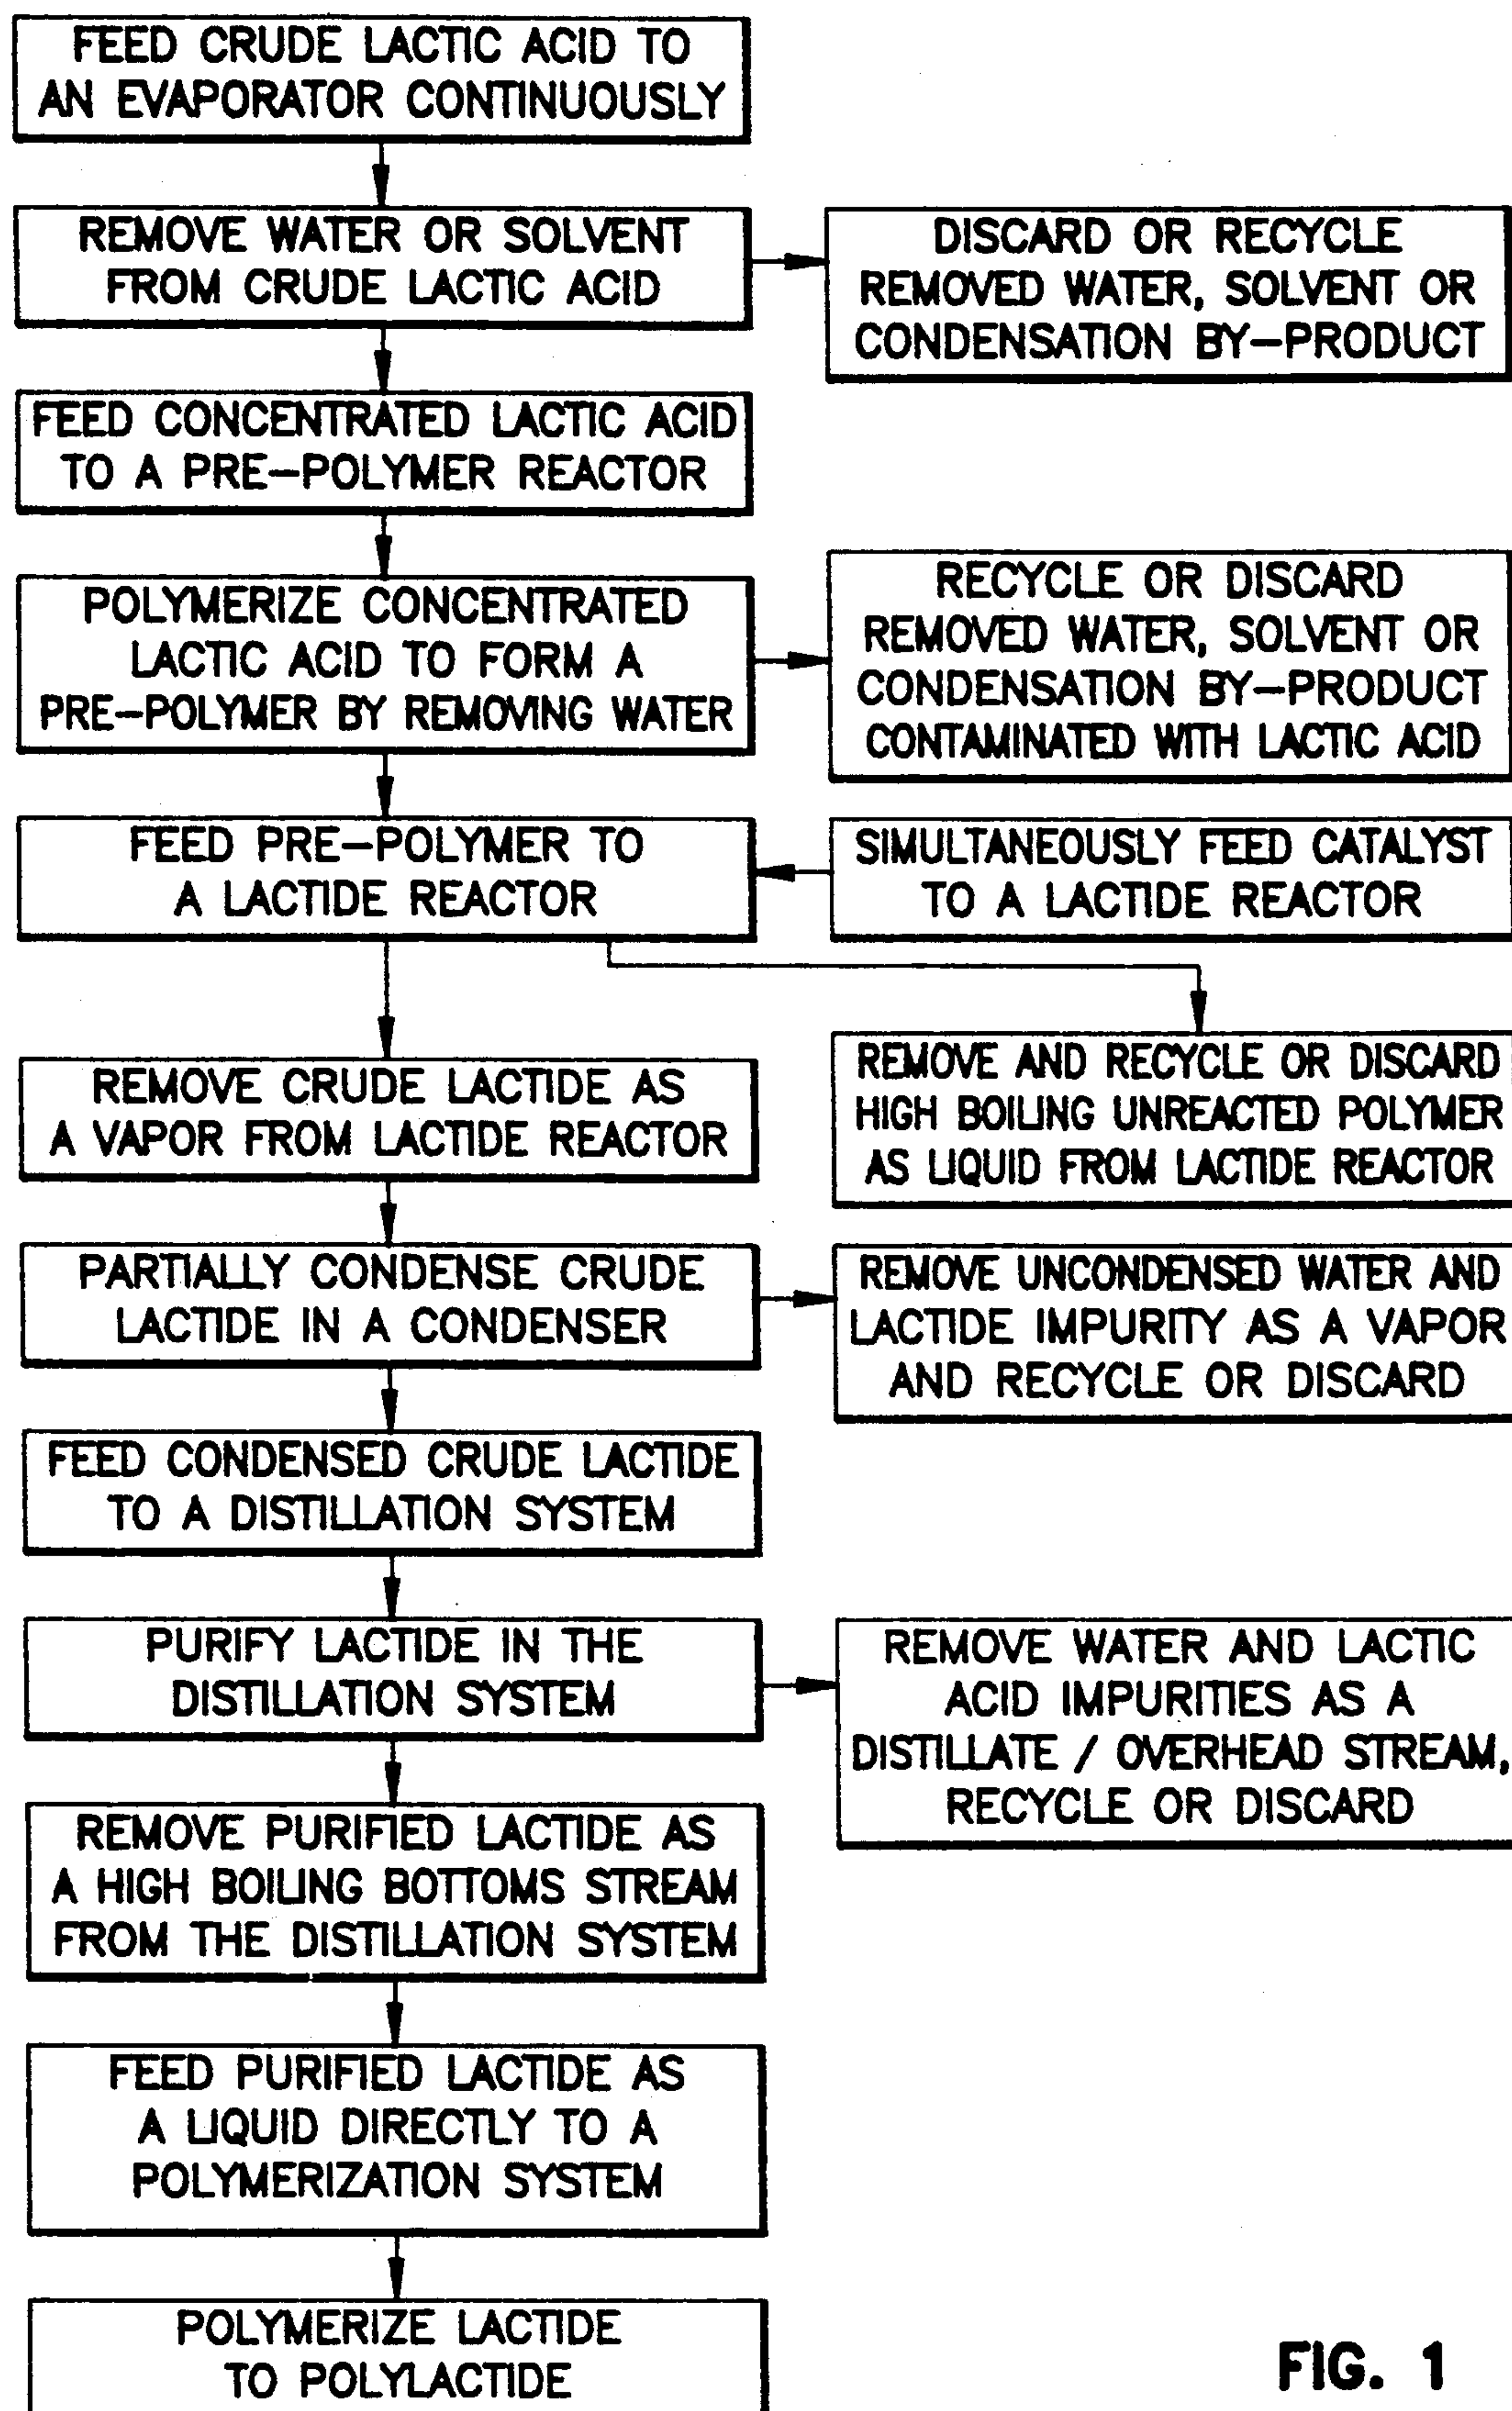 FEED CRUDE LACTIC ACID TO
AN EVAPORATOR CONTINUOUSLY
REMOVE WATER OR SOLVENT
FROM CRUDE LACTIC ACID
DISCARD OR RECYCLE
REMOVED WATER, SOLVENT OR
CONDENSATION BY-PRODUCT
FEED CONCENTRATED LACTIC ACID
TO A PRE-POLYMER REACTOR
POLYMERIZE CONCENTRATED
LACTIC ACID TO FORM A
PRE-POLYMER BY REMOVING WATER
RECYCLE OR DISCARD
REMOVED WATER, SOLVENT OR
CONDENSATION BY-PRODUCT
CONTAMINATED WITH LACTIC ACID
FEED PRE-POLYMER TO
A LACTIDE REACTOR
SIMULTANEOUSLY FEED CATALYST
TO A LACTIDE REACTOR
REMOVE CRUDE LACTIDE AS
A VAPOR FROM LACTIDE REACTOR
REMOVE AND RECYCLE OR DISCARD
HIGH BOILING UNREACTED POLYMER
AS LIQUID FROM LACTIDE REACTOR
PARTIALLY CONDENSE CRUDE
LACTIDE IN A CONDENSER
REMOVE UNCONDENSED WATER AND
LACTIDE IMPURITY AS A VAPOR
AND RECYCLE OR DISCARD
FEED CONDENSED CRUDE LACTIDE
TO A DISTILLATION SYSTEM
PURIFY LACTIDE IN THE
DISTILLATION SYSTEM
REMOVE WATER AND LACTIC
ACID IMPURITIES AS A
DISTILLATE / OVERHEAD STREAM,
RECYCLE OR DISCARD
REMOVE PURIFIED LACTIDE AS
A HIGH BOILING BOTTOMS STREAM
FROM THE DISTILLATION SYSTEM
FEED PURIFIED LACTIDE AS
A LIQUID DIRECTLY TO A
POLYMERIZATION SYSTEM
POLYMERIZE LACTIDE
TO POLYLACTIDE
FIG. 1